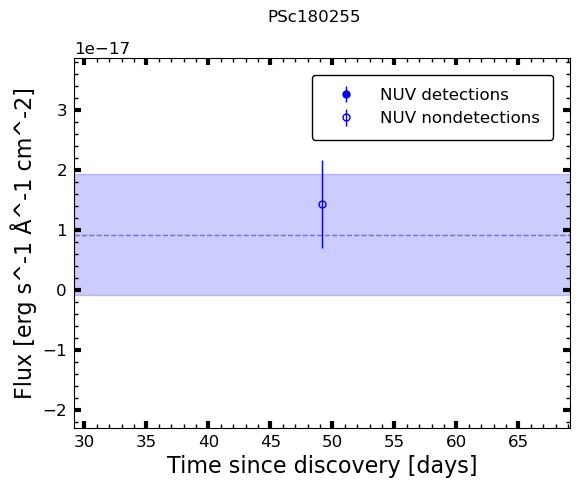 PSc180255
1e−17
NUV detections
NUV nondetections
3
2
1
0
−1
−2
Flux [erg s^-1 Å^-1 cm^-2]
30 35 40 45 50 55 60 65
Time since discovery [days]